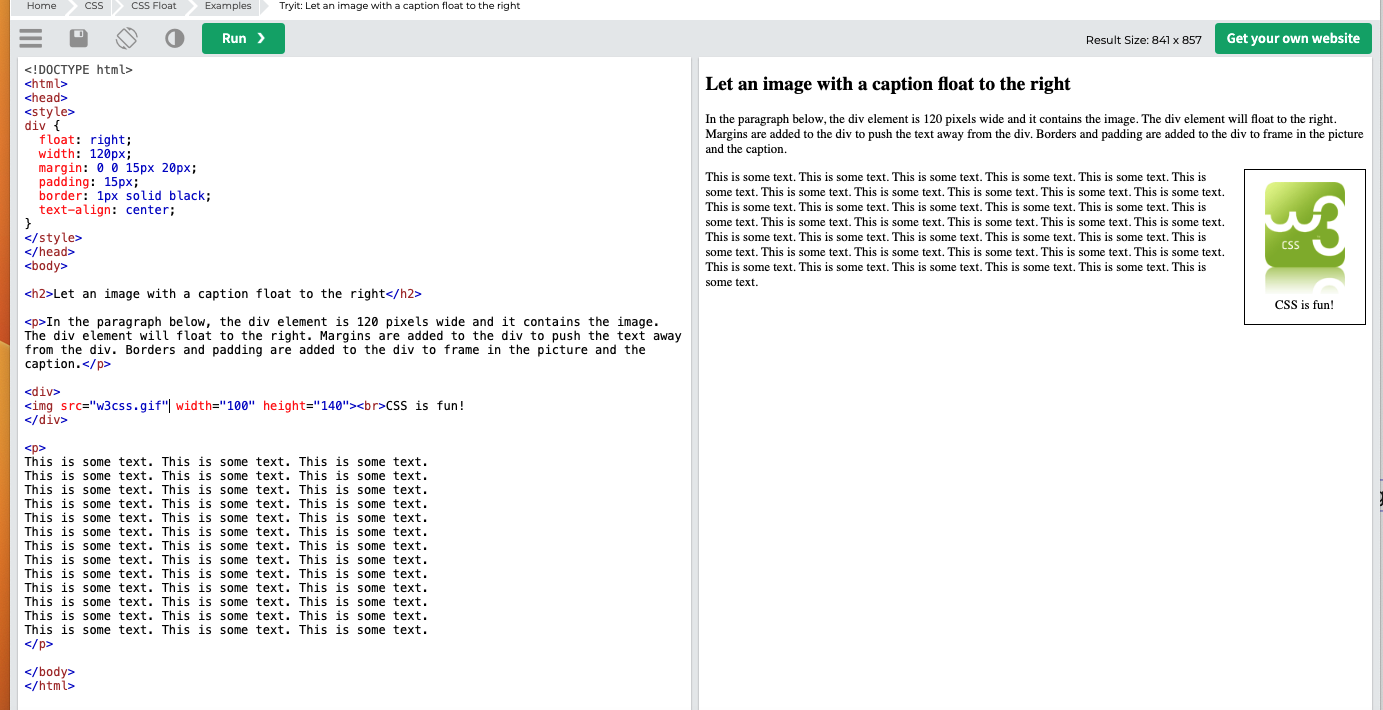 Home CSS CSS Float Examples Tryit: Let an image with a caption float to the right
Run ❯
Result Size: 841 x 857
Get your own website
<!DOCTYPE html>
<html>
<head>
<style>
div {
  float: right;
  width: 120px;
  margin: 0 0 15px 20px;
  padding: 15px;
  border: 1px solid black;
  text-align: center;
}
</style>
</head>
<body>
<h2>Let an image with a caption float to the right</h2>
<p>In the paragraph below, the div element is 120 pixels wide and it contains the image.
The div element will float to the right. Margins are added to the div to push the text away
from the div. Borders and padding are added to the div to frame in the picture and the
caption.</p>
<div>
<img src="w3css.gif" width="100" height="140"><br>CSS is fun!
</div>
<p>
This is some text. This is some text. This is some text.
This is some text. This is some text. This is some text.
This is some text. This is some text. This is some text.
This is some text. This is some text. This is some text.
This is some text. This is some text. This is some text.
This is some text. This is some text. This is some text.
This is some text. This is some text. This is some text.
This is some text. This is some text. This is some text.
This is some text. This is some text. This is some text.
This is some text. This is some text. This is some text.
This is some text. This is some text. This is some text.
This is some text. This is some text. This is some text.
This is some text. This is some text. This is some text.
</p>
</body>
</html>
Let an image with a caption float to the right
In the paragraph below, the div element is 120 pixels wide and it contains the image. The div element will float to the right.
Margins are added to the div to push the text away from the div. Borders and padding are added to the div to frame in the picture
and the caption.
This is some text. This is some text. This is some text. This is some text. This is some text. This is
some text. This is some text. This is some text. This is some text. This is some text. This is some text.
This is some text. This is some text. This is some text. This is some text. This is some text. This is
some text. This is some text. This is some text. This is some text. This is some text. This is some text.
This is some text. This is some text. This is some text. This is some text. This is some text. This is
some text. This is some text. This is some text. This is some text. This is some text. This is some text.
This is some text. This is some text. This is some text. This is some text. This is some text. This is
some text.
w3
CSS
CSS is fun!